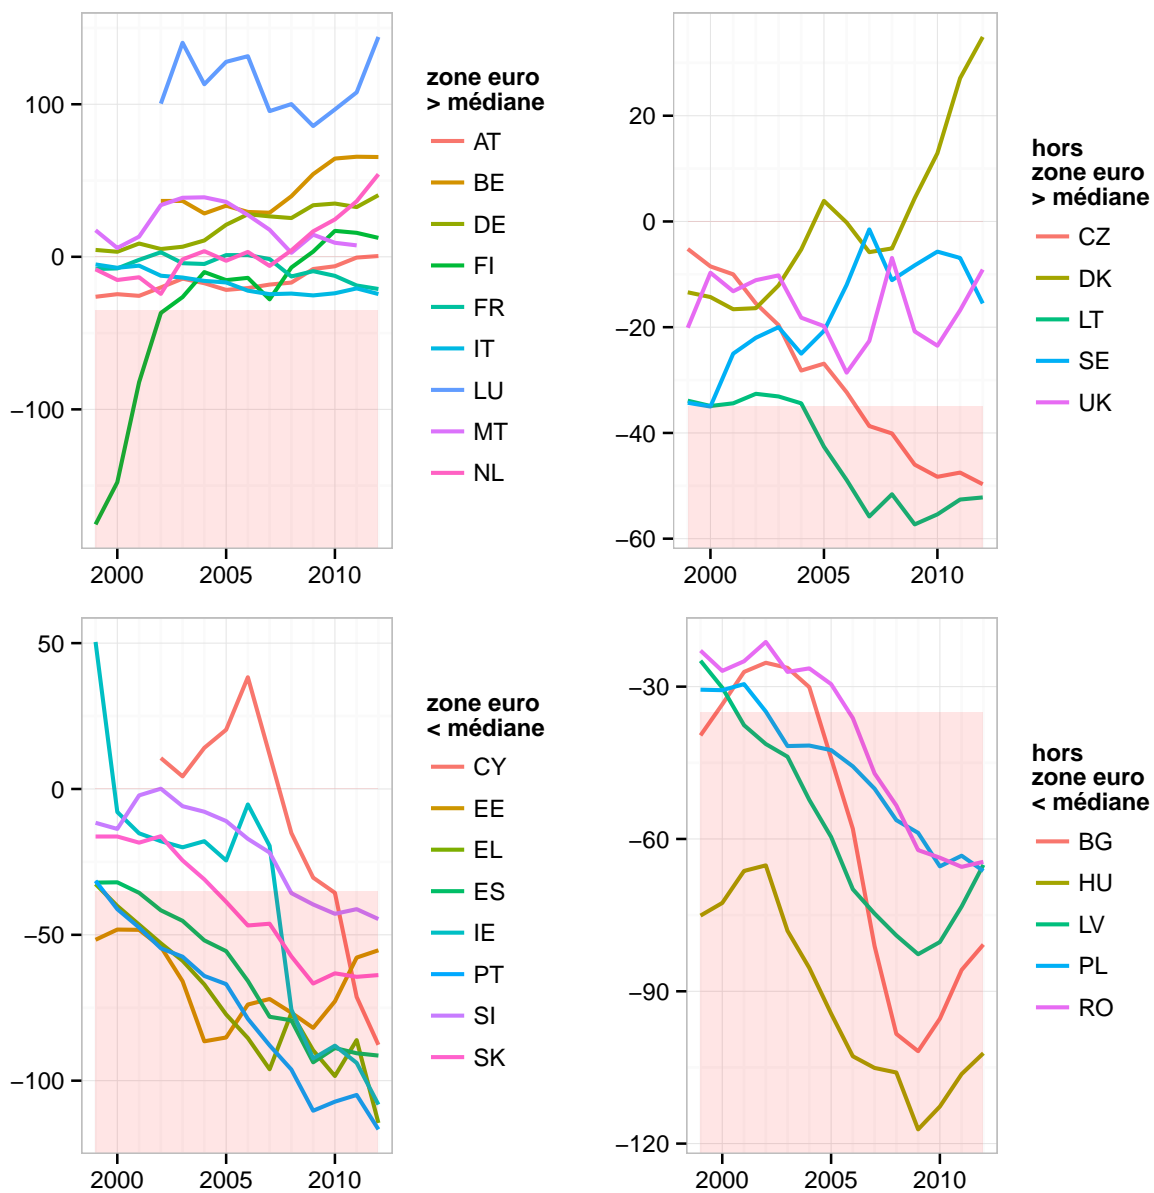 100
0
−100
2000
2005
2010
zone euro
> médiane
AT
BE
DE
FI
FR
IT
LU
MT
NL
20
0
−20
−40
−60
2000
2005
2010
hors
zone euro
> médiane
CZ
DK
LT
SE
UK
50
0
−50
−100
2000
2005
2010
zone euro
< médiane
CY
EE
EL
ES
IE
PT
SI
SK
−30
−60
−90
−120
2000
2005
2010
hors
zone euro
< médiane
BG
HU
LV
PL
RO